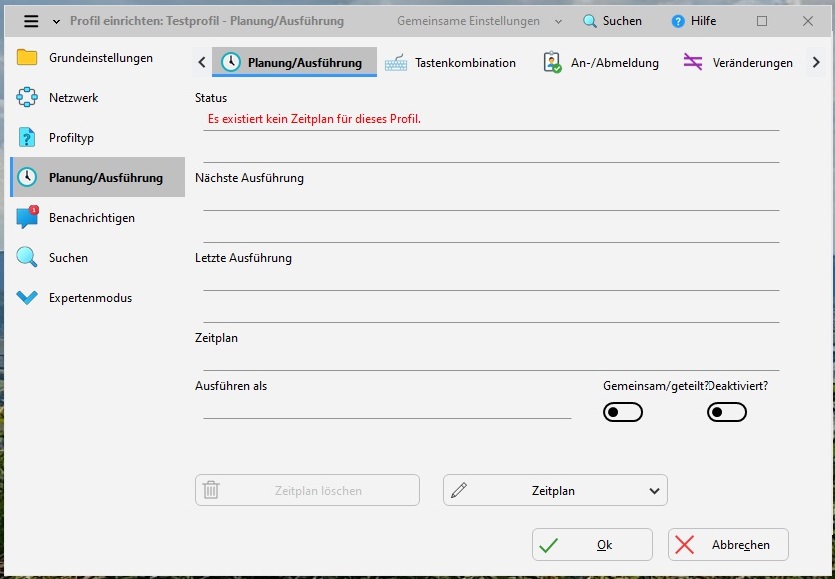 Profil einrichten: Testprofil - Planung/Ausführung
Gemeinsame Einstellungen
Suchen
Hilfe
Grundeinstellungen
Netzwerk
Profiltyp
Planung/Ausführung
Benachrichtigen
Suchen
Expertenmodus
Planung/Ausführung
Tastenkombination
An-/Abmeldung
Veränderungen
Status
Es existiert kein Zeitplan für dieses Profil.
Nächste Ausführung
Letzte Ausführung
Zeitplan
Ausführen als
Gemeinsam/geteilt?
Deaktiviert?
Zeitplan löschen
Zeitplan
Ok
Abbrechen